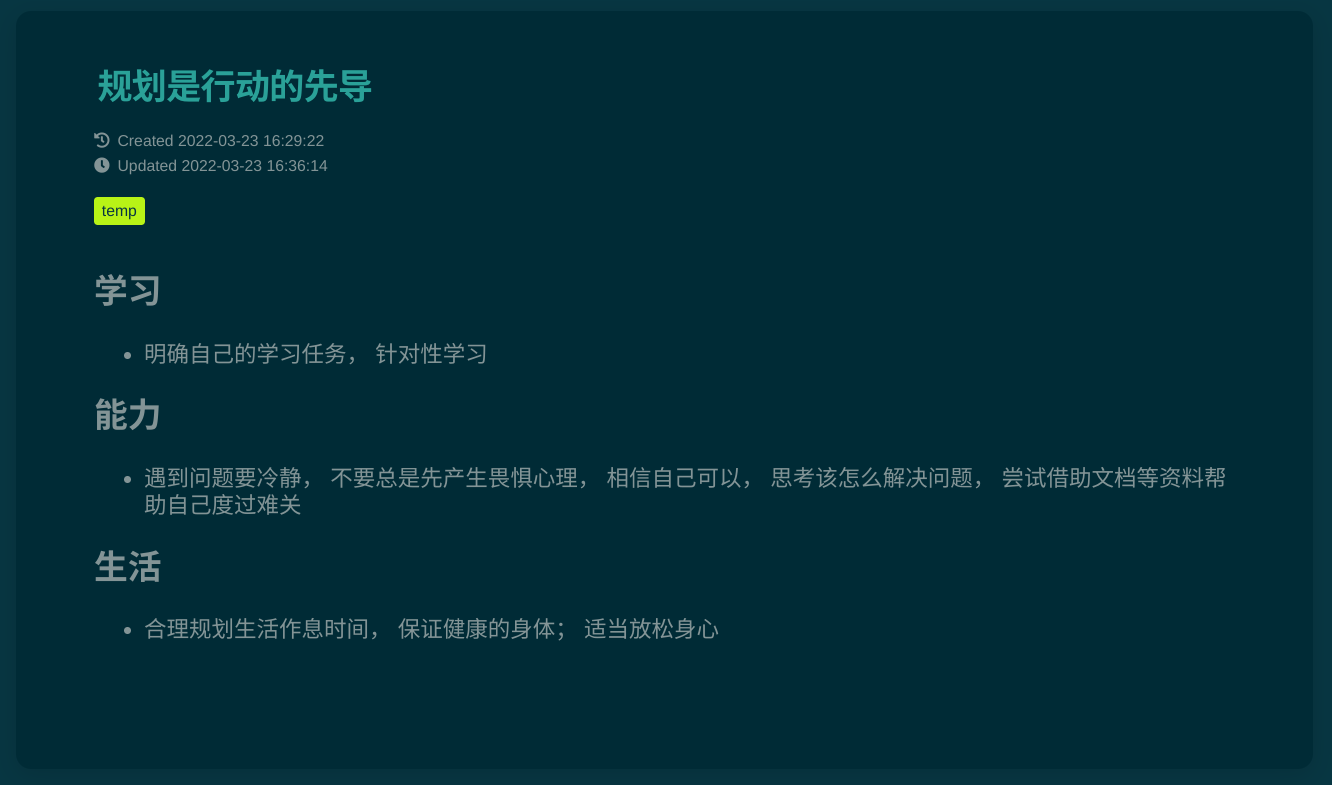 规划是行动的先导
Created 2022-03-23 16:29:22
Updated 2022-03-23 16:36:14
temp
学习
• 明确自己的学习任务， 针对性学习
能力
• 遇到问题要冷静， 不要总是先产生畏惧心理， 相信自己可以， 思考该怎么解决问题， 尝试借助文档等资料帮
助自己度过难关
生活
• 合理规划生活作息时间， 保证健康的身体； 适当放松身心